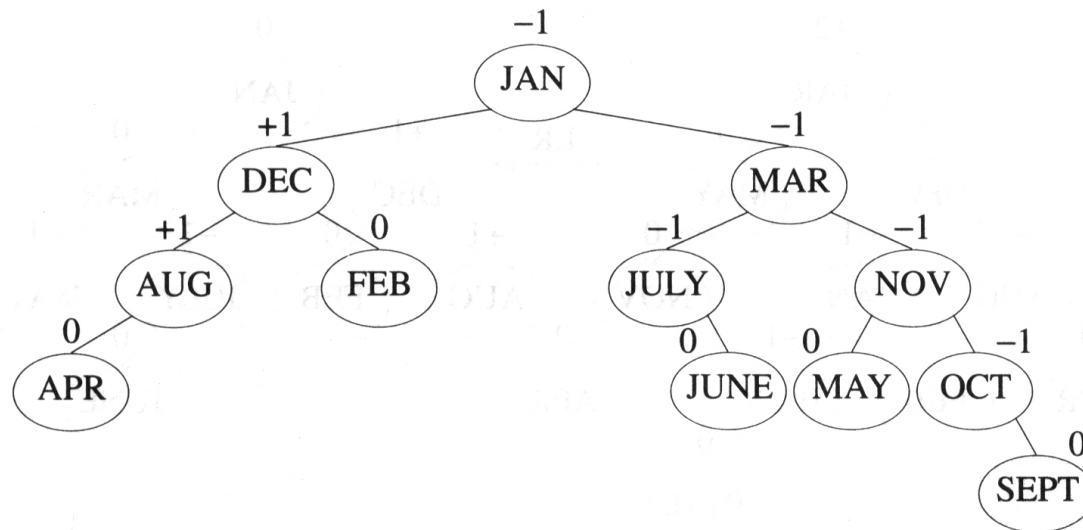 −1
JAN
+1 −1
DEC MAR
+1 0 −1 −1
AUG FEB JULY NOV
0 0 0 −1
APR JUNE MAY OCT
0
SEPT